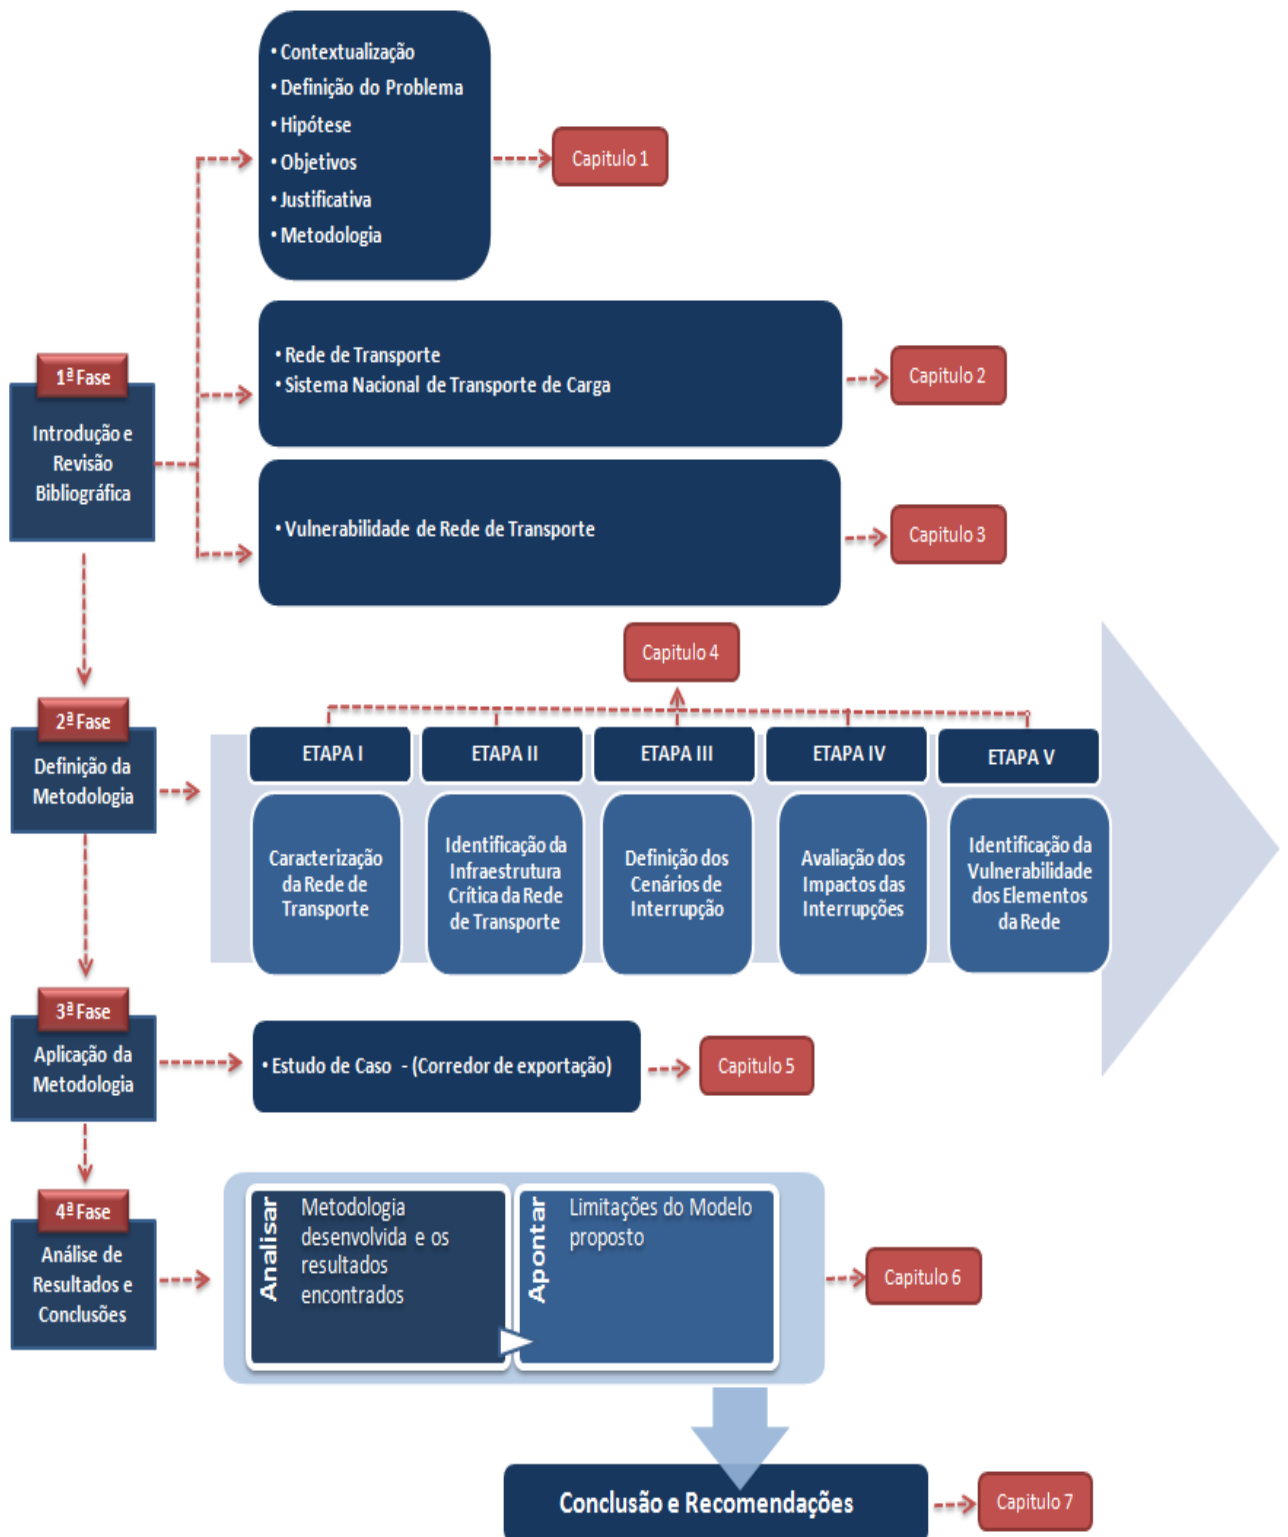 • Contextualização
• Definição do Problema
• Hipótese
• Objetivos
• Justificativa
• Metodologia
Capitulo 1
1ª Fase
Introdução e
Revisão
Bibliográfica
• Rede de Transporte
• Sistema Nacional de Transporte de Carga
Capitulo 2
• Vulnerabilidade de Rede de Transporte
Capitulo 3
Capitulo 4
2ª Fase
Definição da
Metodologia
ETAPA I
Caracterização
da Rede de
Transporte
ETAPA II
Identificação da
Infraestrutura
Crítica da Rede
de Transporte
ETAPA III
Definição dos
Cenários de
Interrupção
ETAPA IV
Avaliação dos
Impactos das
Interrupções
ETAPA V
Identificação da
Vulnerabilidade
dos Elementos
da Rede
3ª Fase
Aplicação da
Metodologia
• Estudo de Caso - (Corredor de exportação)
Capitulo 5
4ª Fase
Análise de
Resultados e
Conclusões
Analisar
Metodologia
desenvolvida e os
resultados
encontrados
Apontar
Limitações do Modelo
proposto
Capitulo 6
Conclusão e Recomendações
Capitulo 7